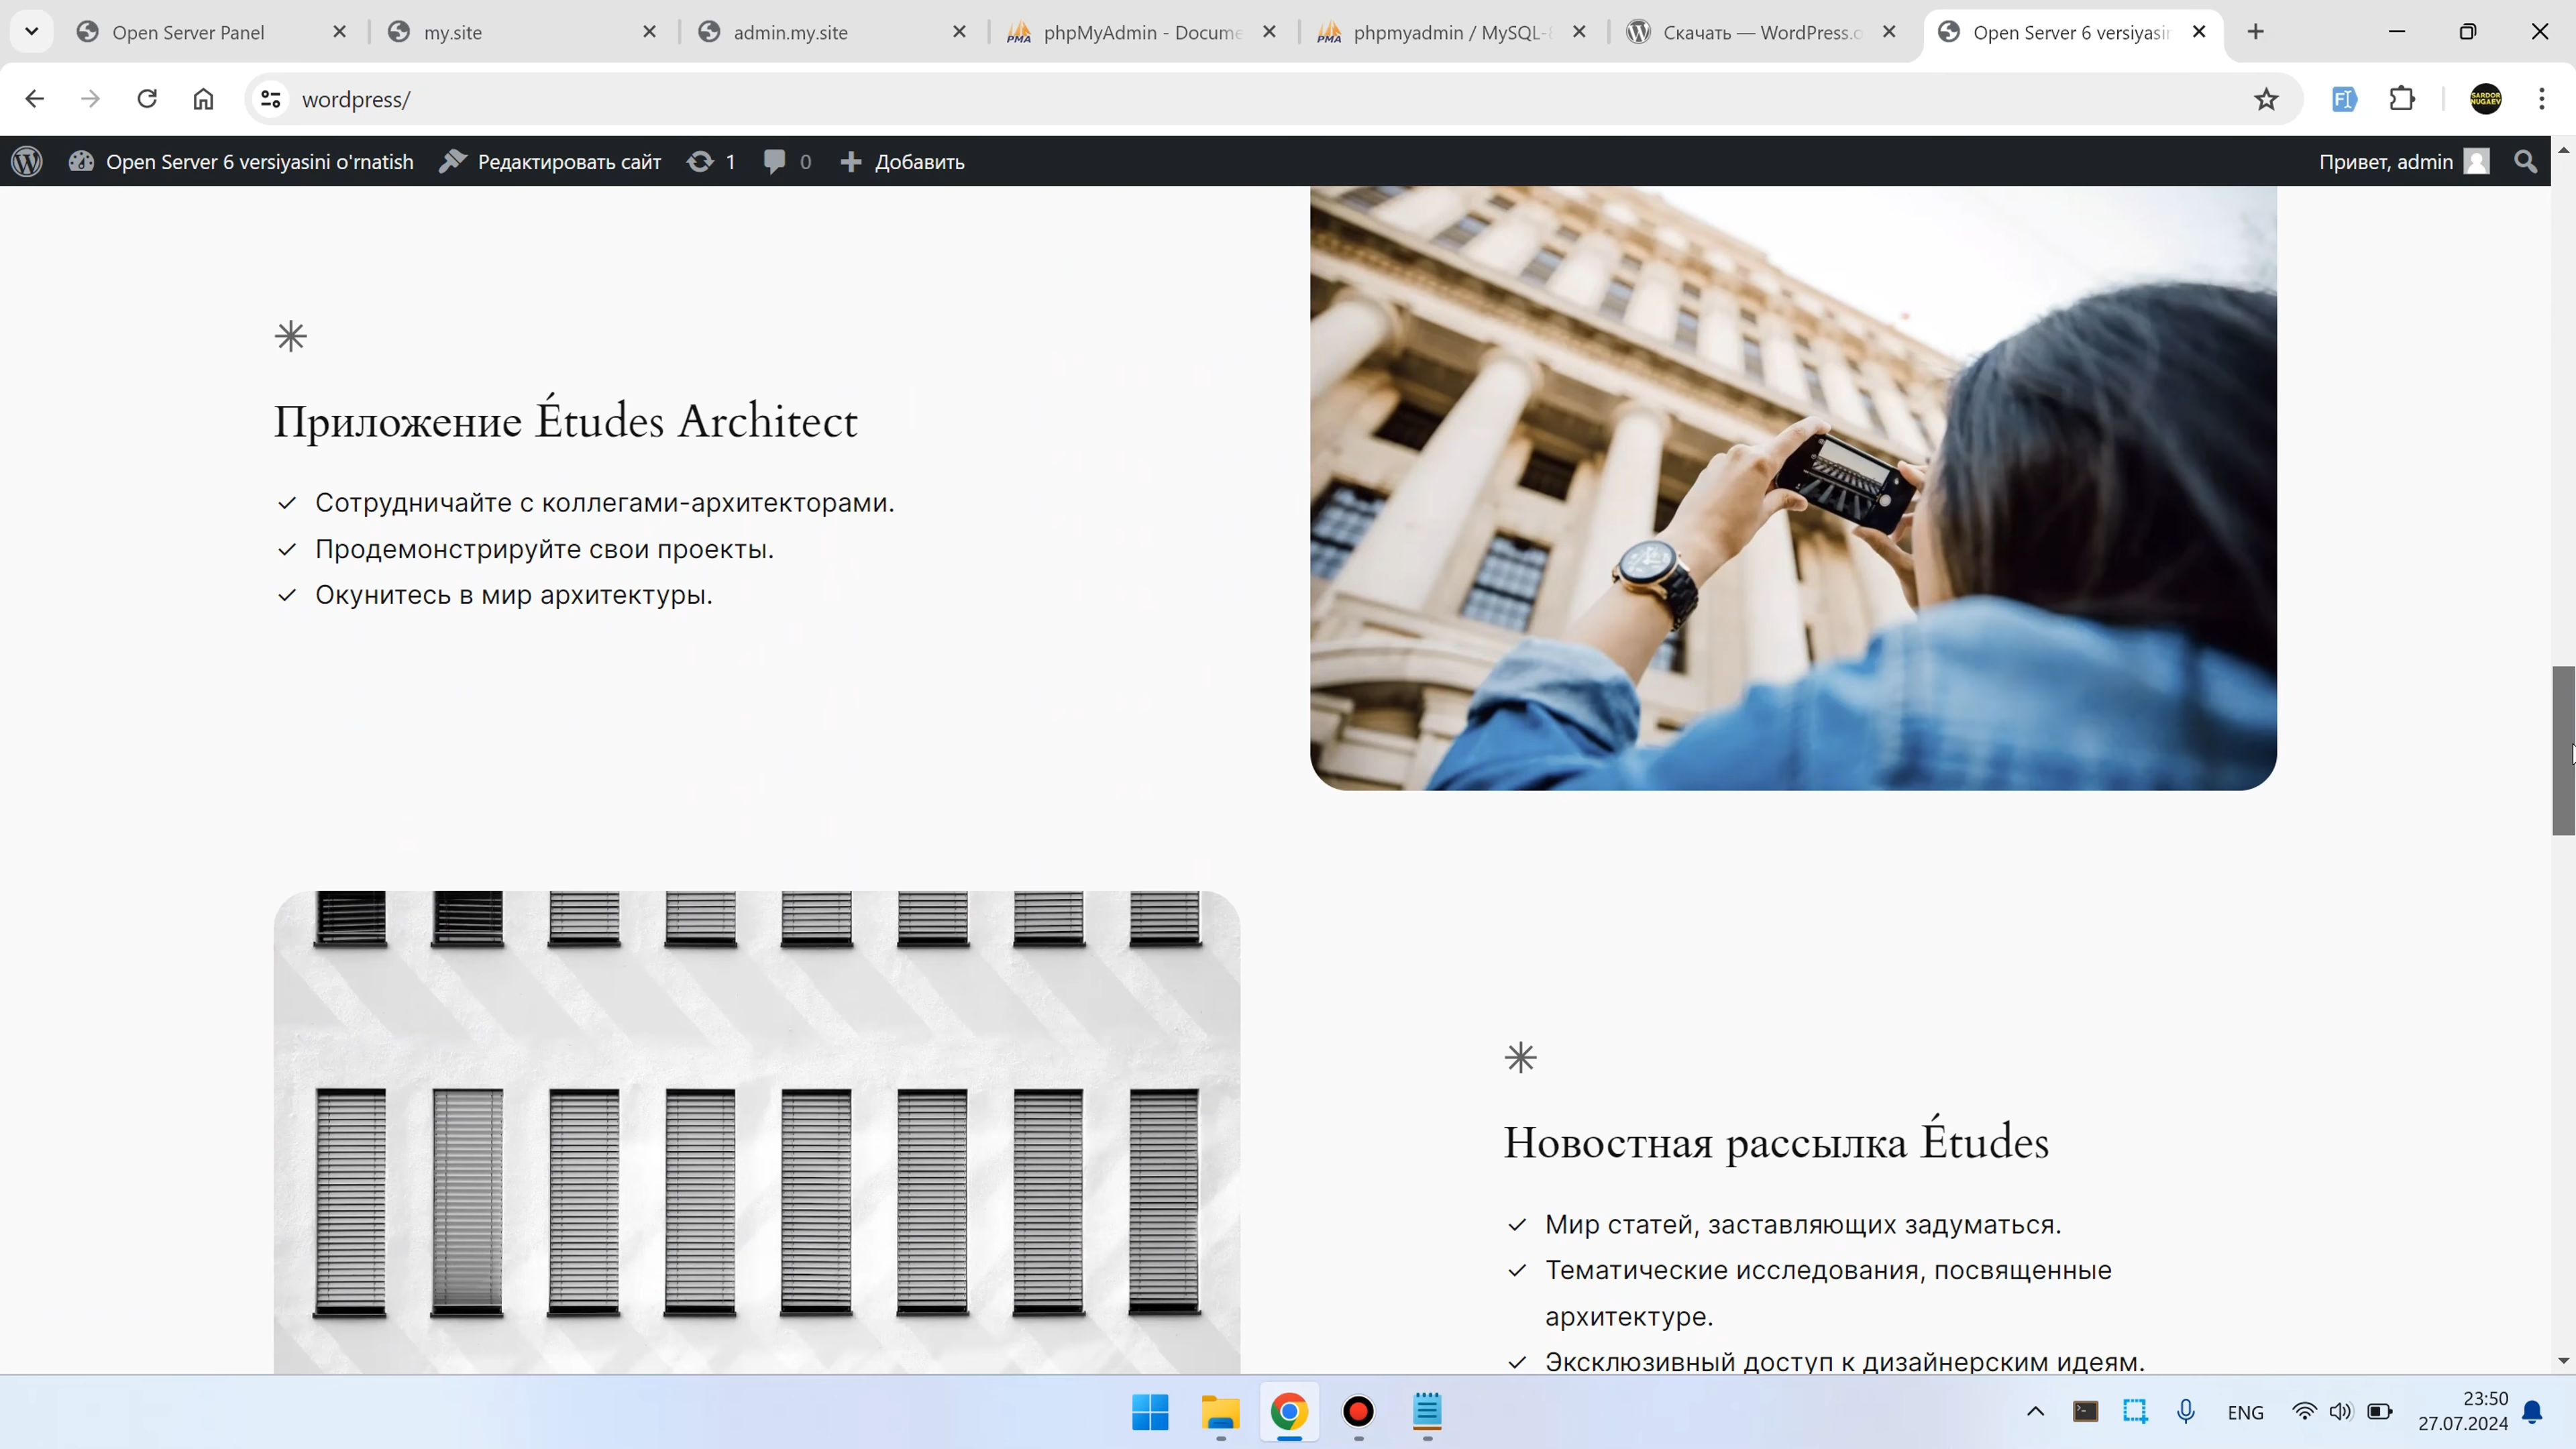 Open Server Panel
my.site
admin.my.site
phpMyAdmin - Docume
phpmyadmin / MySQL-
Скачать — WordPress.o
Open Server 6 versiyasin
wordpress/
SARDOR NUGAEV
Open Server 6 versiyasini o'rnatish
Редактировать сайт
1
0
Добавить
Привет, admin
Приложение Études Architect
Сотрудничайте с коллегами-архитекторами.
Продемонстрируйте свои проекты.
Окунитесь в мир архитектуры.
Новостная рассылка Études
Мир статей, заставляющих задуматься.
Тематические исследования, посвященные
архитектуре.
Эксклюзивный доступ к дизайнерским идеям.
ENG
23:50
27.07.2024